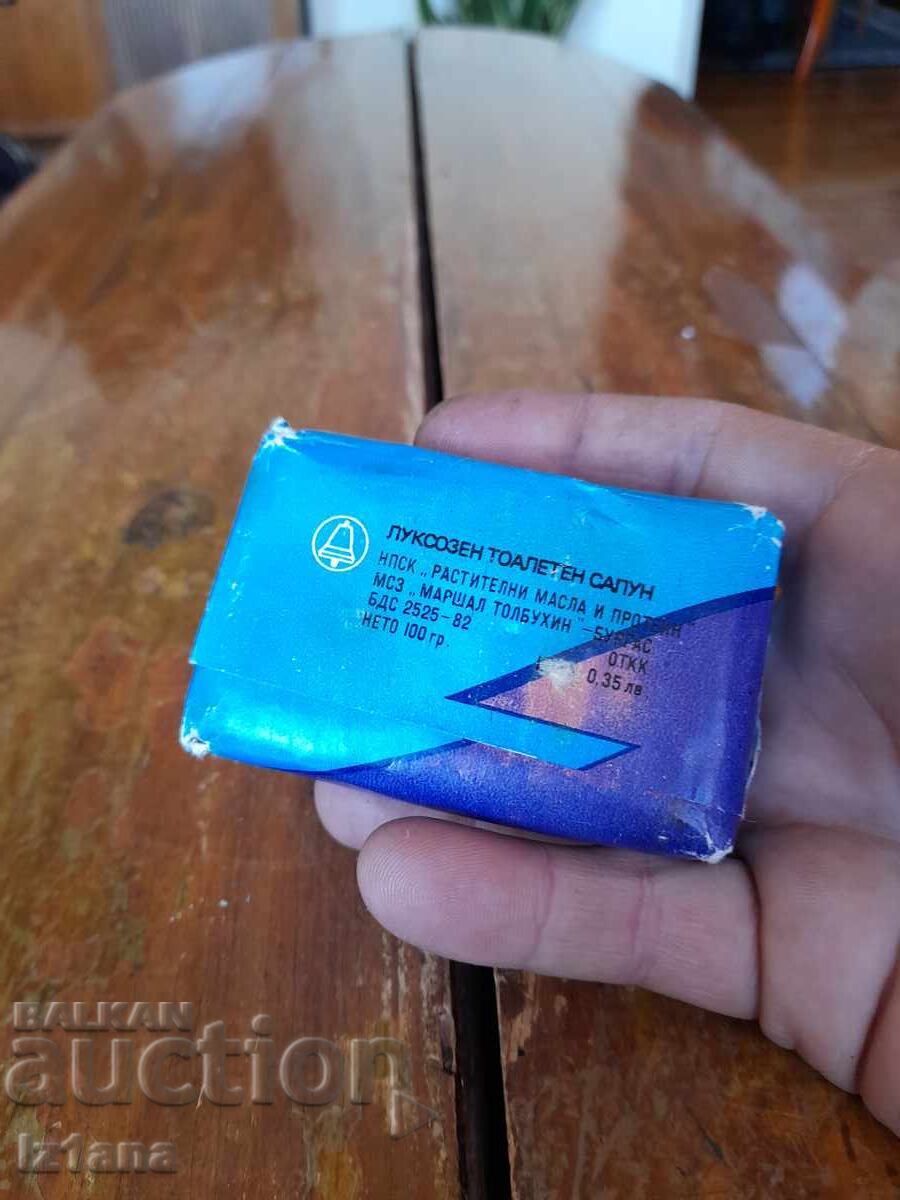 ЛУКСОЗЕН ТОАЛЕТЕН САПУН
НПСК „РАСТИТЕЛНИ МАСЛА И ПРОТЕИН"
МСЗ „МАРШАЛ ТОЛБУХИН" – БУРГАС
БДС 2525-82 ОТКК
НЕТО 100 гр. 0,35 лв
BALKAN
auction
Iz1ana